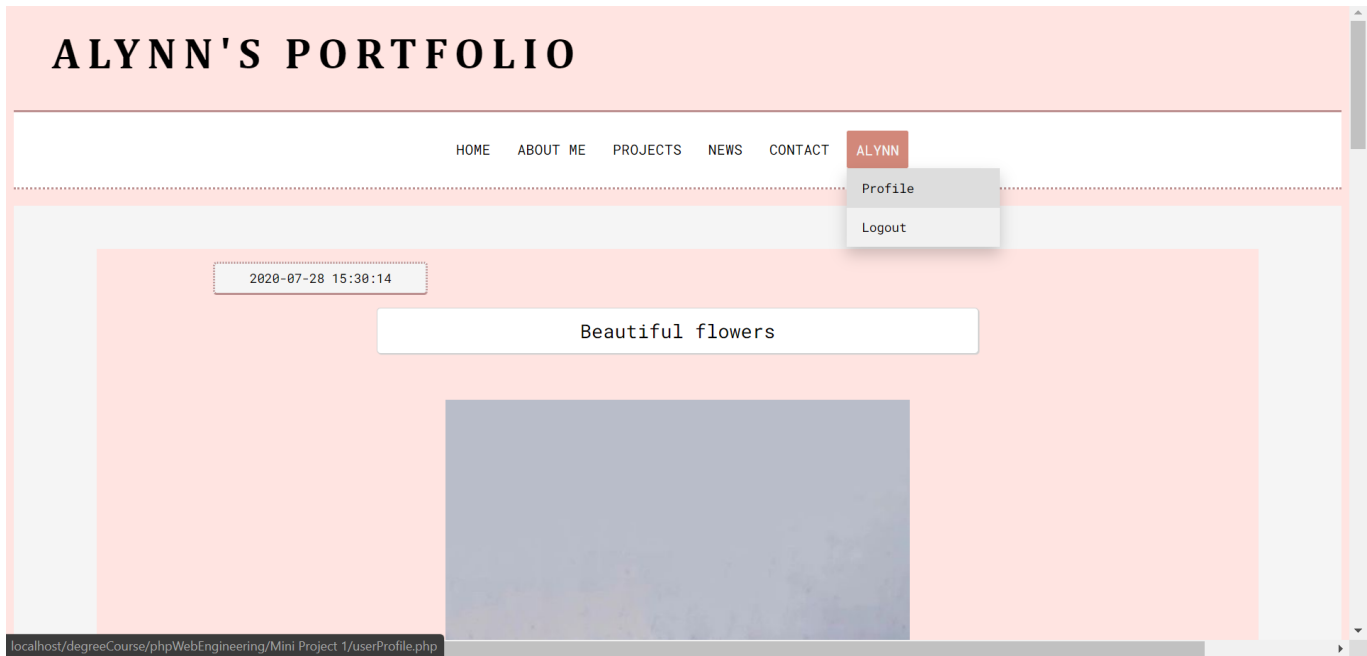 ALYNN'S PORTFOLIO
HOME ABOUT ME PROJECTS NEWS CONTACT ALYNN
Profile
Logout
2020-07-28 15:30:14
Beautiful flowers
localhost/degreeCourse/phpWebEngineering/Mini Project 1/userProfile.php